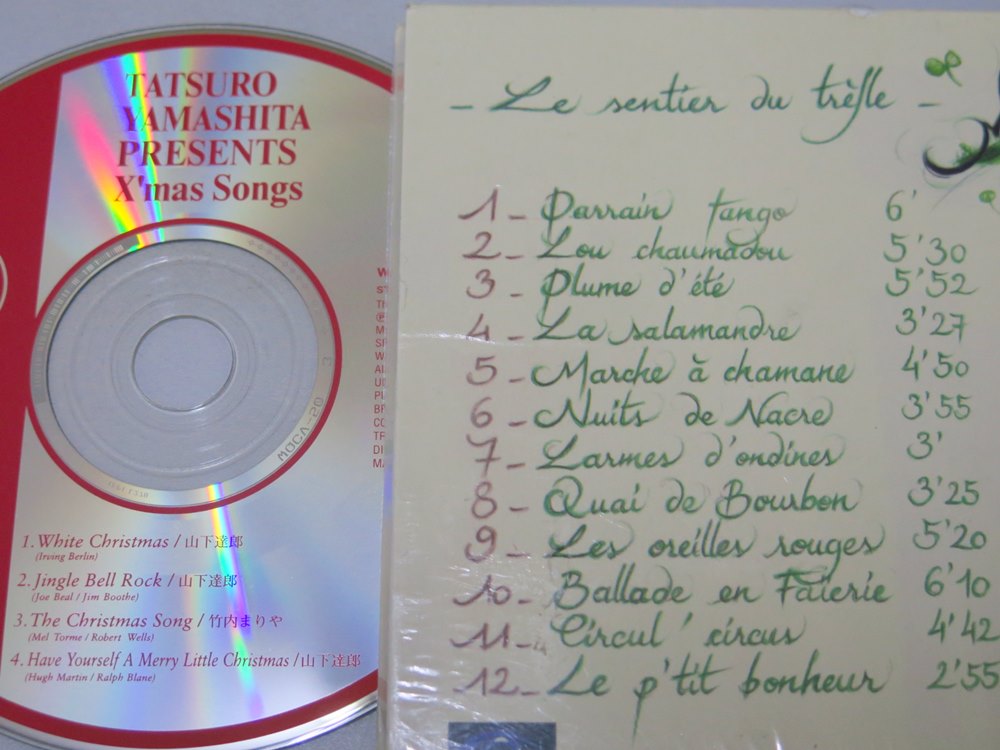 TATSURO
YAMASHITA
PRESENTS
X'mas Songs
MOCV-20
1. White Christmas / 山下達郎
(Irving Berlin)
2. Jingle Bell Rock / 山下達郎
(Joe Beal / Jim Boothe)
3. The Christmas Song / 竹内まりや
(Mel Torme / Robert Wells)
4. Have Yourself A Merry Little Christmas / 山下達郎
(Hugh Martin / Ralph Blane)
- Le sentier du trèfle -
1 - Parrain tango 6'
2 - Lou chaumadou 5'30
3 - Plume d'été 5'52
4 - La salamandre 3'27
5 - Marche à chamane 4'50
6 - Nuits de Nacre 3'55
7 - Larmes d'ondines 3'
8 - Quai de Bourbon 3'25
9 - Les oreilles rouges 5'20
10 - Ballade en Faïerie 6'10
11 - Circul' circus 4'42
12 - Le p'tit bonheur 2'55